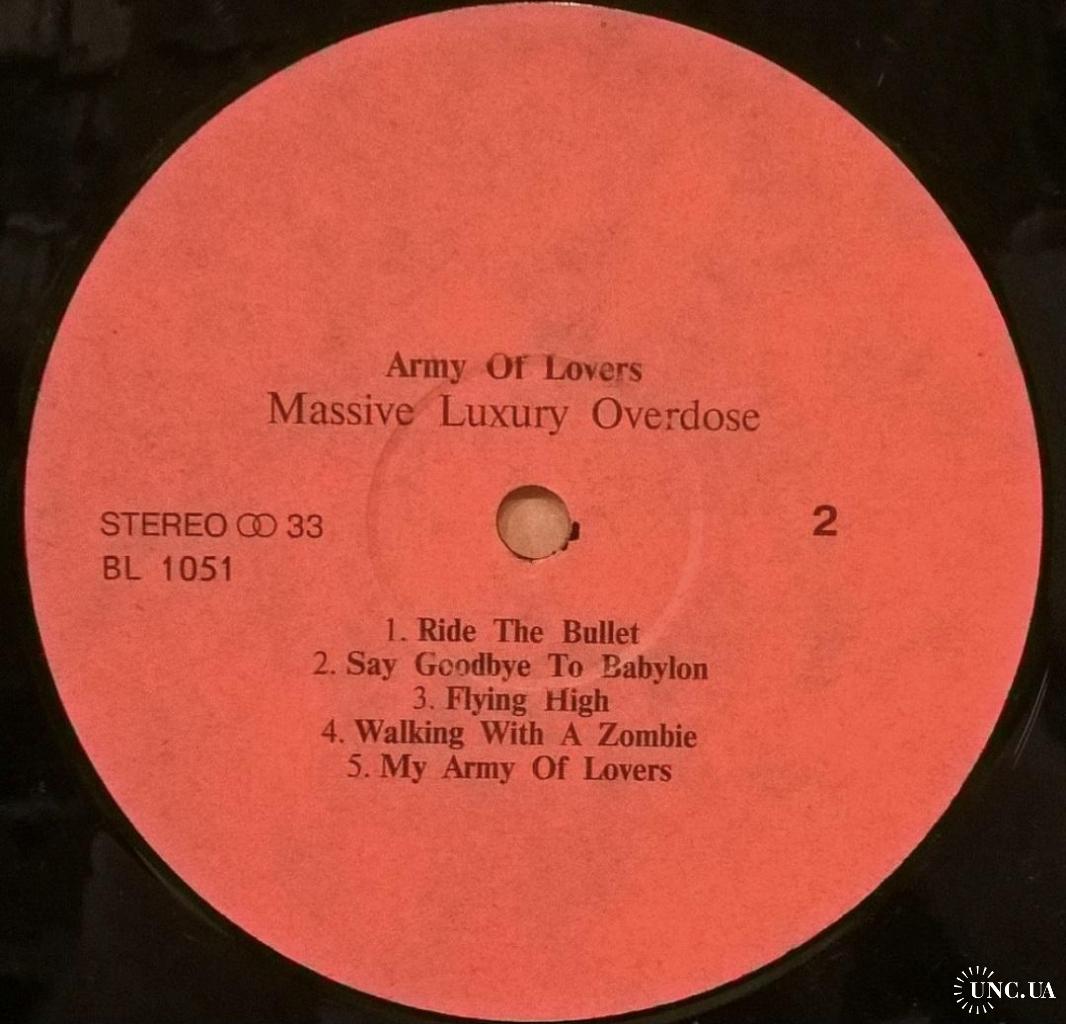 Army Of Lovers
Massive Luxury Overdose
STEREO 33
2
BL 1051
1. Ride The Bullet
2. Say Goodbye To Babylon
3. Flying High
4. Walking With A Zombie
5. My Army Of Lovers
UNC.UA